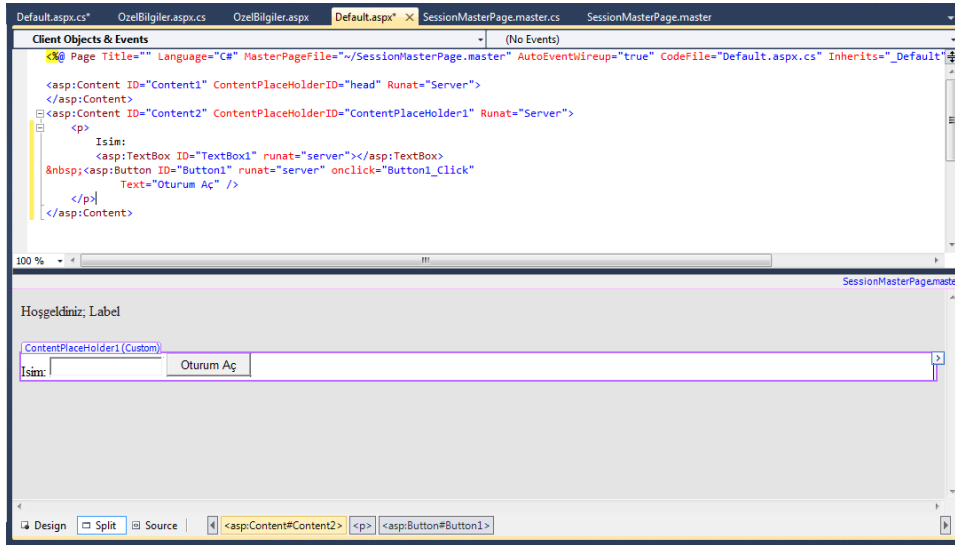 Default.aspx.cs* OzelBilgiler.aspx.cs OzelBilgiler.aspx Default.aspx* SessionMasterPage.master.cs SessionMasterPage.master
Client Objects & Events (No Events)
<%@ Page Title="" Language="C#" MasterPageFile="~/SessionMasterPage.master" AutoEventWireup="true" CodeFile="Default.aspx.cs" Inherits="_Default"
<asp:Content ID="Content1" ContentPlaceHolderID="head" Runat="Server">
</asp:Content>
<asp:Content ID="Content2" ContentPlaceHolderID="ContentPlaceHolder1" Runat="Server">
<p>
Isim:
<asp:TextBox ID="TextBox1" runat="server"></asp:TextBox>
&nbsp;<asp:Button ID="Button1" runat="server" onclick="Button1_Click"
Text="Oturum Aç" />
</p>
</asp:Content>
100 %
SessionMasterPage.maste
Hoşgeldiniz; Label
ContentPlaceHolder1 (Custom)
Isim: Oturum Aç
Design Split Source <asp:Content#Content2> <p> <asp:Button#Button1>